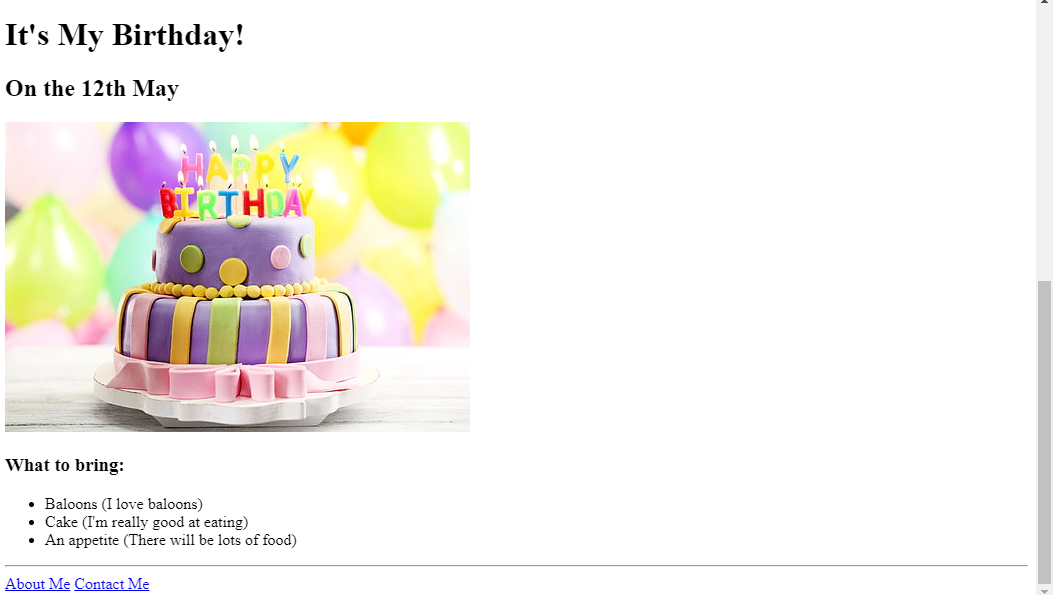 It's My Birthday!
On the 12th May
HAPPY
BIRTHDAY
What to bring:
Baloons (I love baloons)
Cake (I'm really good at eating)
An appetite (There will be lots of food)
About Me Contact Me